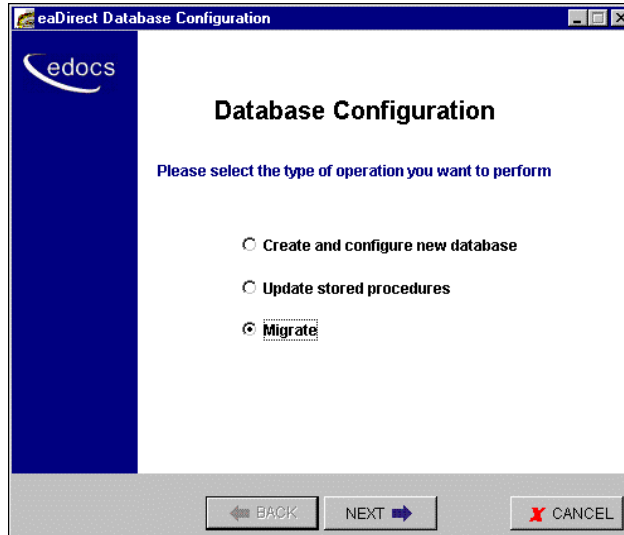 eaDirect Database Configuration
edocs
Database Configuration
Please select the type of operation you want to perform
Create and configure new database
Update stored procedures
Migrate
BACK
NEXT
CANCEL